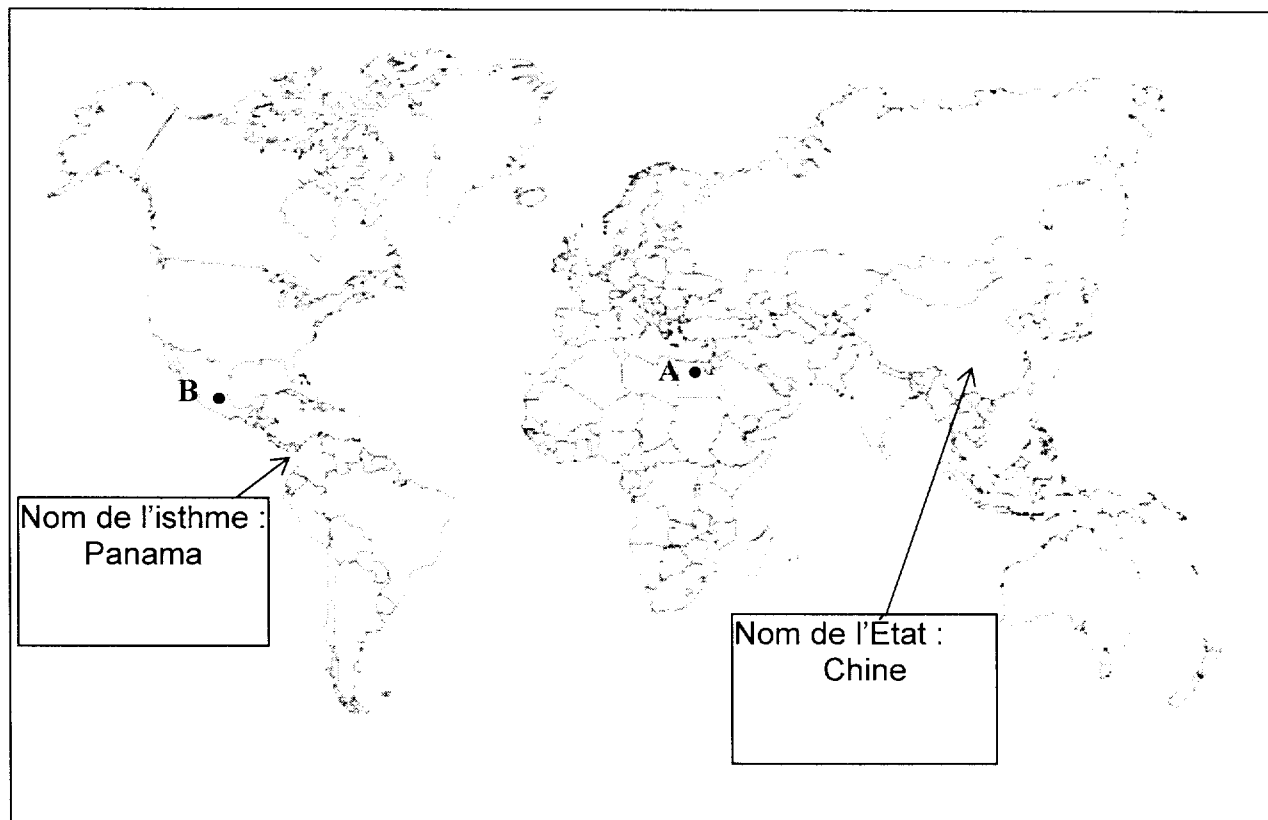 A
B
Nom de l'isthme :
Panama
Nom de l'État :
Chine